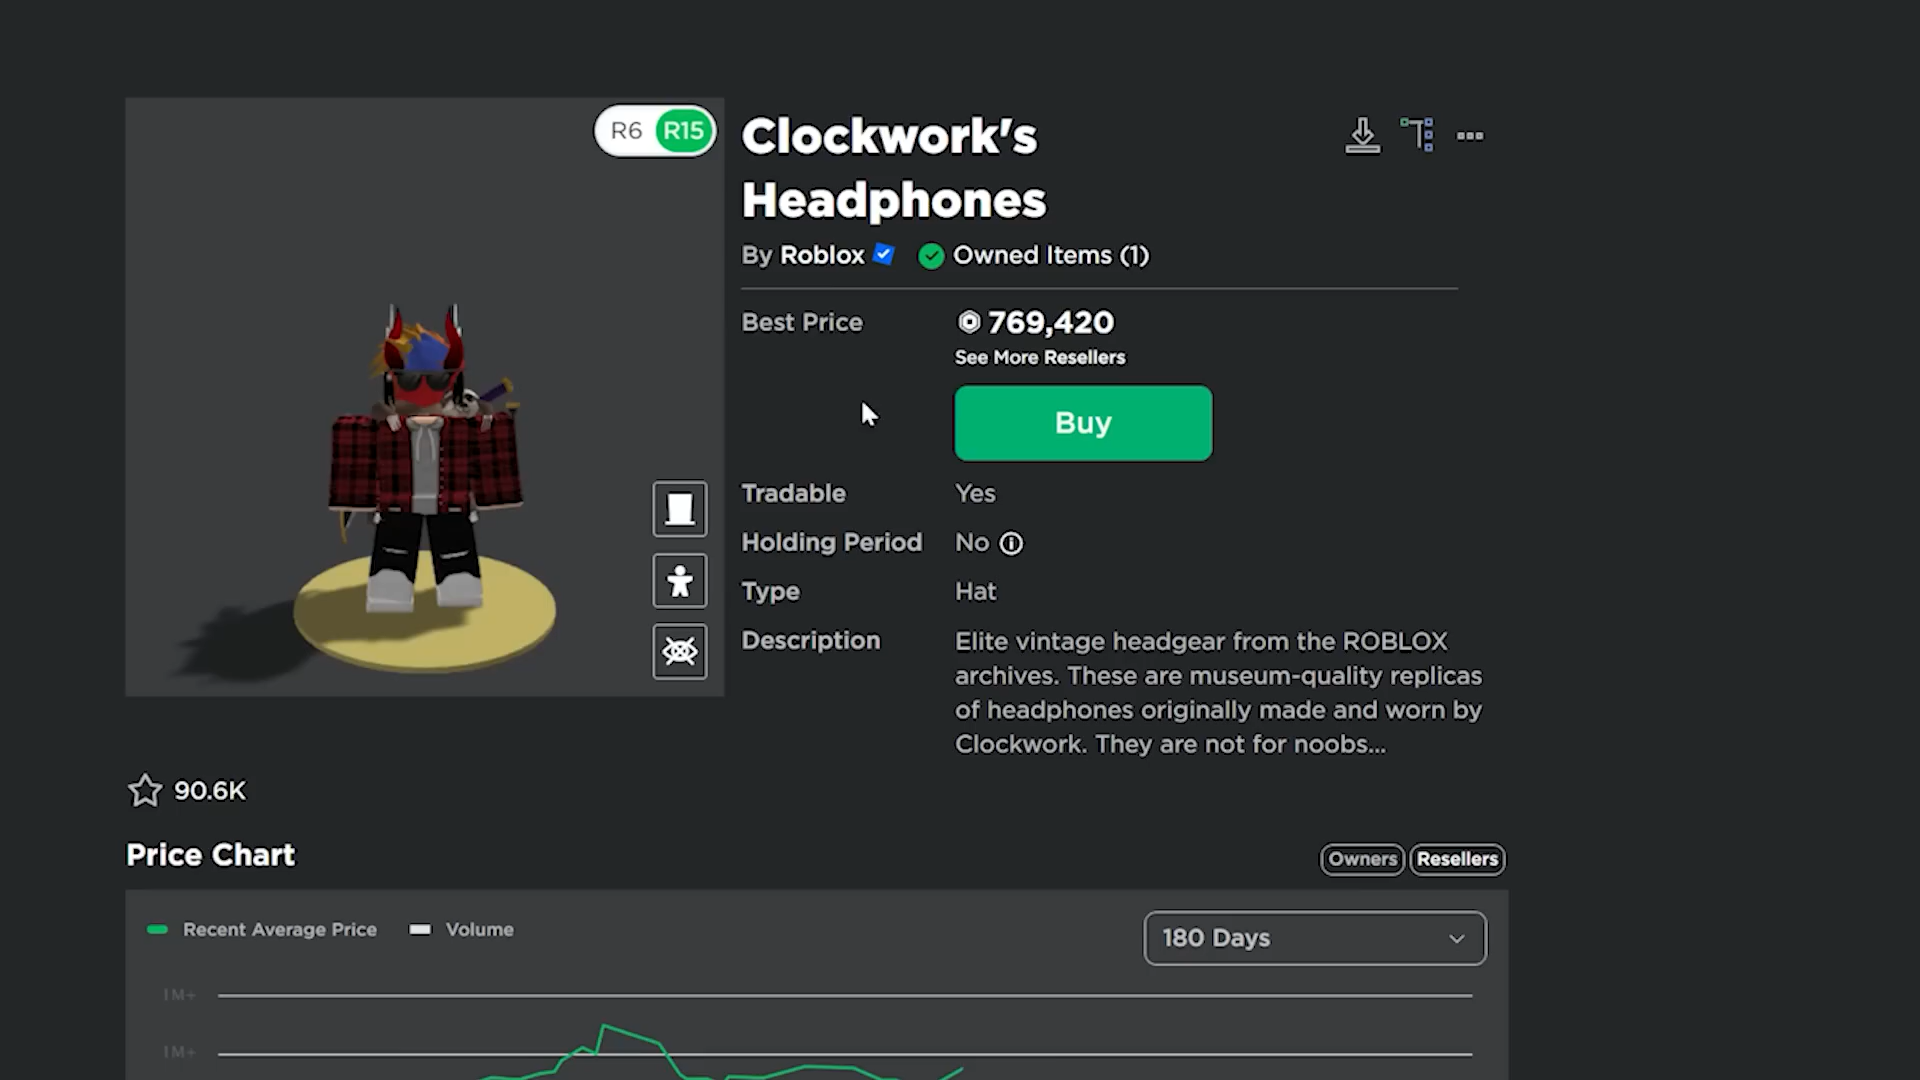 R6 R15
Clockwork's
Headphones
By Roblox Owned Items (1)
Best Price 769,420
See More Resellers
Buy
Tradable Yes
Holding Period No
Type Hat
Description Elite vintage headgear from the ROBLOX
archives. These are museum-quality replicas
of headphones originally made and worn by
Clockwork. They are not for noobs...
90.6K
Price Chart
Owners Resellers
Recent Average Price Volume
180 Days
1M+
1M+